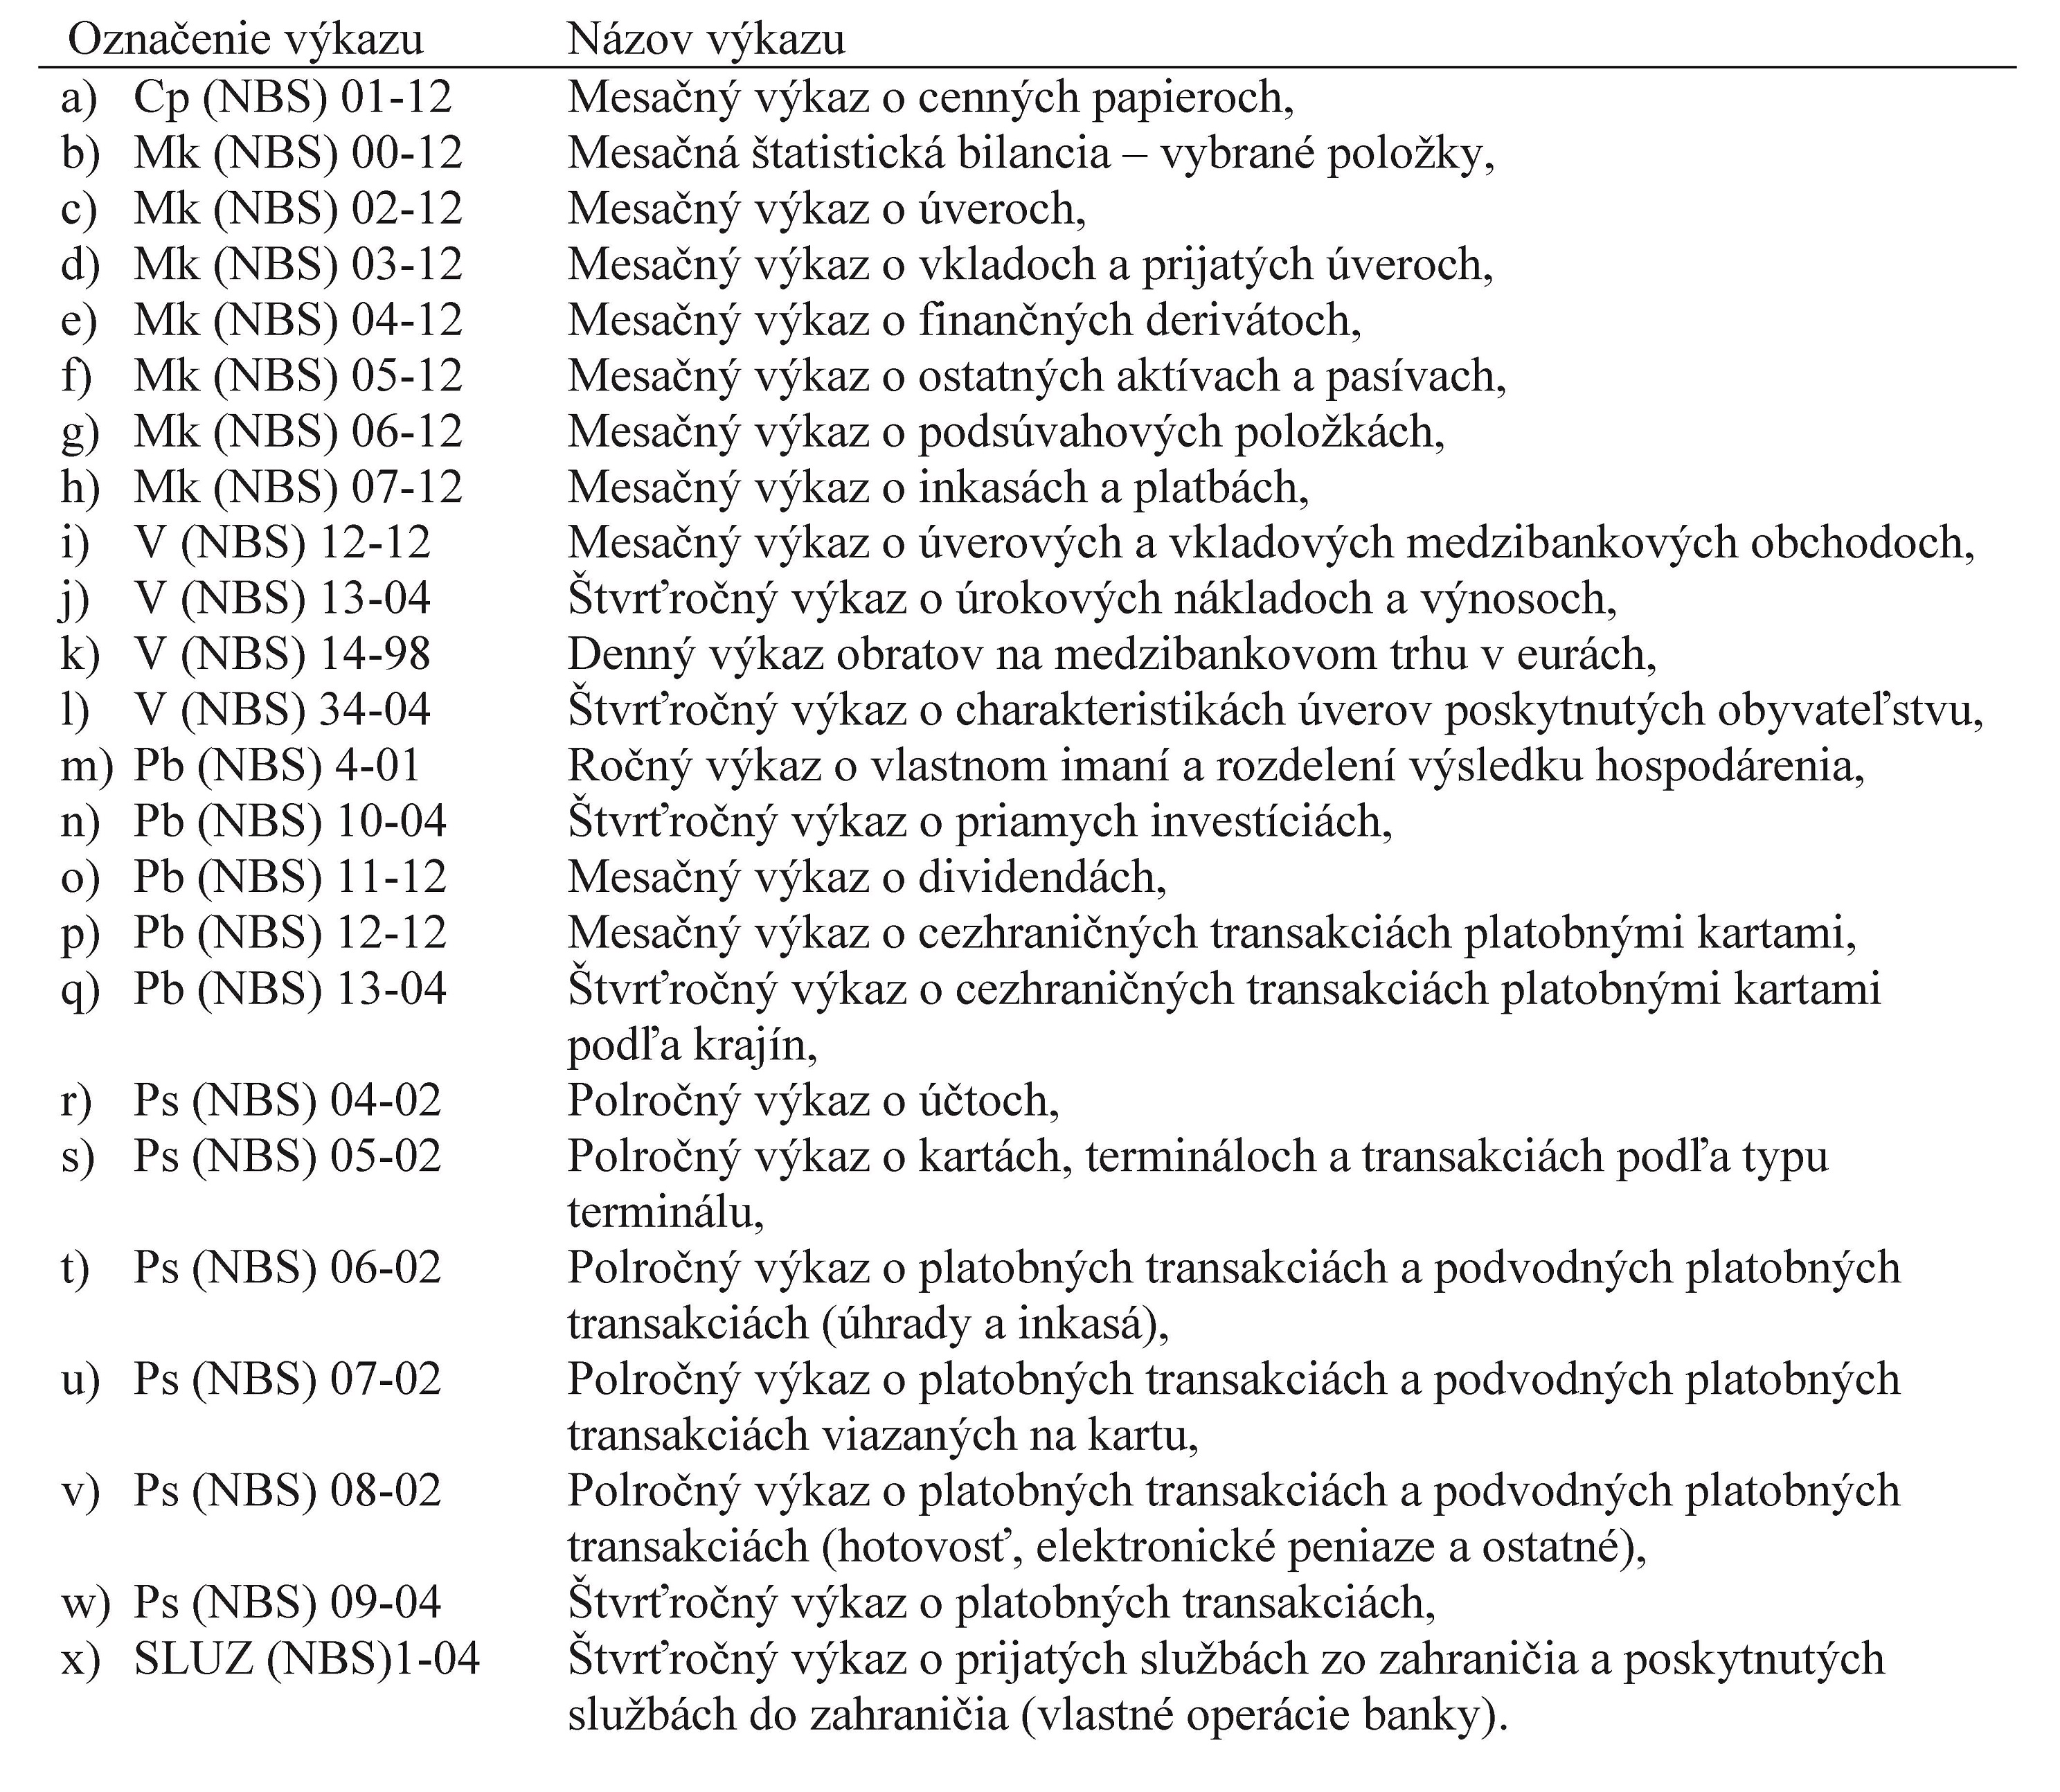 Označenie výkazu Názov výkazu
a) Cp (NBS) 01-12 Mesačný výkaz o cenných papieroch,
b) Mk (NBS) 00-12 Mesačná štatistická bilancia – vybrané položky,
c) Mk (NBS) 02-12 Mesačný výkaz o úveroch,
d) Mk (NBS) 03-12 Mesačný výkaz o vkladoch a prijatých úveroch,
e) Mk (NBS) 04-12 Mesačný výkaz o finančných derivátoch,
f) Mk (NBS) 05-12 Mesačný výkaz o ostatných aktívach a pasívach,
g) Mk (NBS) 06-12 Mesačný výkaz o podsúvahových položkách,
h) Mk (NBS) 07-12 Mesačný výkaz o inkasách a platbách,
i) V (NBS) 12-12 Mesačný výkaz o úverových a vkladových medzibankových obchodoch,
j) V (NBS) 13-04 Štvrťročný výkaz o úrokových nákladoch a výnosoch,
k) V (NBS) 14-98 Denný výkaz obratov na medzibankovom trhu v eurách,
l) V (NBS) 34-04 Štvrťročný výkaz o charakteristikách úverov poskytnutých obyvateľstvu,
m) Pb (NBS) 4-01 Ročný výkaz o vlastnom imaní a rozdelení výsledku hospodárenia,
n) Pb (NBS) 10-04 Štvrťročný výkaz o priamych investíciách,
o) Pb (NBS) 11-12 Mesačný výkaz o dividendách,
p) Pb (NBS) 12-12 Mesačný výkaz o cezhraničných transakciách platobnými kartami,
q) Pb (NBS) 13-04 Štvrťročný výkaz o cezhraničných transakciách platobnými kartami
podľa krajín,
r) Ps (NBS) 04-02 Polročný výkaz o účtoch,
s) Ps (NBS) 05-02 Polročný výkaz o kartách, termináloch a transakciách podľa typu
terminálu,
t) Ps (NBS) 06-02 Polročný výkaz o platobných transakciách a podvodných platobných
transakciách (úhrady a inkasá),
u) Ps (NBS) 07-02 Polročný výkaz o platobných transakciách a podvodných platobných
transakciách viazaných na kartu,
v) Ps (NBS) 08-02 Polročný výkaz o platobných transakciách a podvodných platobných
transakciách (hotovosť, elektronické peniaze a ostatné),
w) Ps (NBS) 09-04 Štvrťročný výkaz o platobných transakciách,
x) SLUZ (NBS)1-04 Štvrťročný výkaz o prijatých službách zo zahraničia a poskytnutých
službách do zahraničia (vlastné operácie banky).